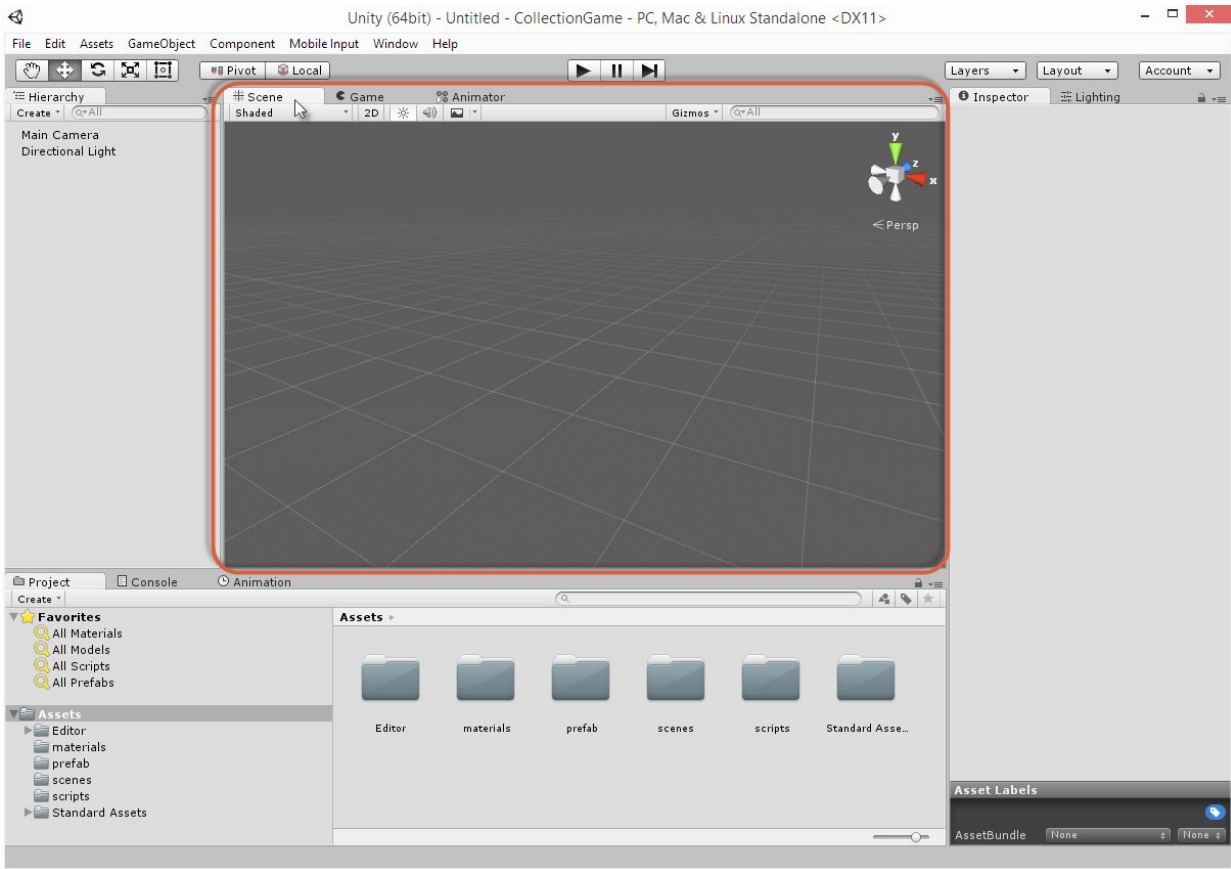 Unity (64bit) - Untitled - CollectionGame - PC, Mac & Linux Standalone <DX11>
File Edit Assets GameObject Component Mobile Input Window Help
Pivot Local Layers Layout Account
Hierarchy Scene Game Animator Inspector Lighting
Create All Shaded 2D Gizmos All
Main Camera
Directional Light
y
z
x
Persp
Project Console Animation
Create
Favorites
All Materials
All Models
All Scripts
All Prefabs
Assets
Editor
materials
prefab
scenes
scripts
Standard Assets
Assets
Editor materials prefab scenes scripts Standard Asse...
Asset Labels
AssetBundle None None